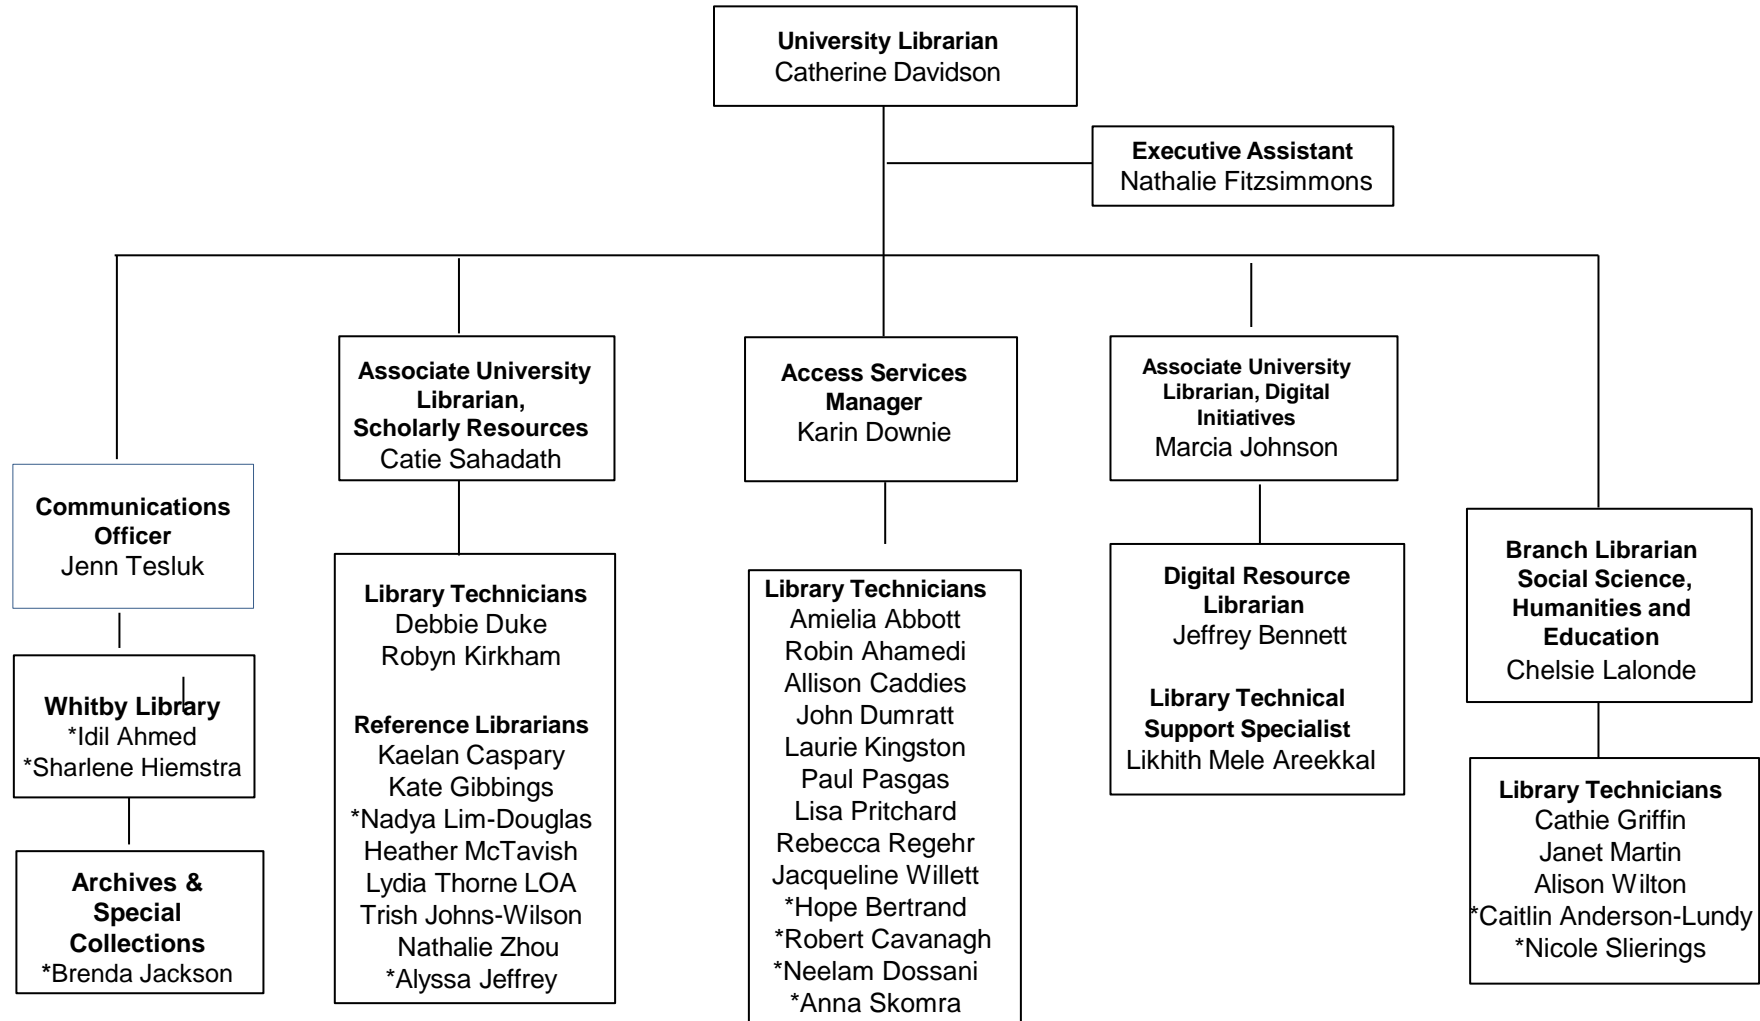 University Librarian
Catherine Davidson
Executive Assistant
Nathalie Fitzsimmons
Communications
Officer
Jenn Tesluk
Whitby Library
*Idil Ahmed
*Sharlene Hiemstra
Archives &
Special
Collections
*Brenda Jackson
Associate University
Librarian,
Scholarly Resources
Catie Sahadath
Library Technicians
Debbie Duke
Robyn Kirkham
Reference Librarians
Kaelan Caspary
Kate Gibbings
*Nadya Lim-Douglas
Heather McTavish
Lydia Thorne LOA
Trish Johns-Wilson
Nathalie Zhou
*Alyssa Jeffrey
Access Services
Manager
Karin Downie
Library Technicians
Amielia Abbott
Robin Ahamedi
Allison Caddies
John Dumratt
Laurie Kingston
Paul Pasgas
Lisa Pritchard
Rebecca Regehr
Jacqueline Willett
*Hope Bertrand
*Robert Cavanagh
*Neelam Dossani
*Anna Skomra
Associate University
Librarian, Digital
Initiatives
Marcia Johnson
Digital Resource
Librarian
Jeffrey Bennett
Library Technical
Support Specialist
Likhith Mele Areekkal
Branch Librarian
Social Science,
Humanities and
Education
Chelsie Lalonde
Library Technicians
Cathie Griffin
Janet Martin
Alison Wilton
*Caitlin Anderson-Lundy
*Nicole Slierings